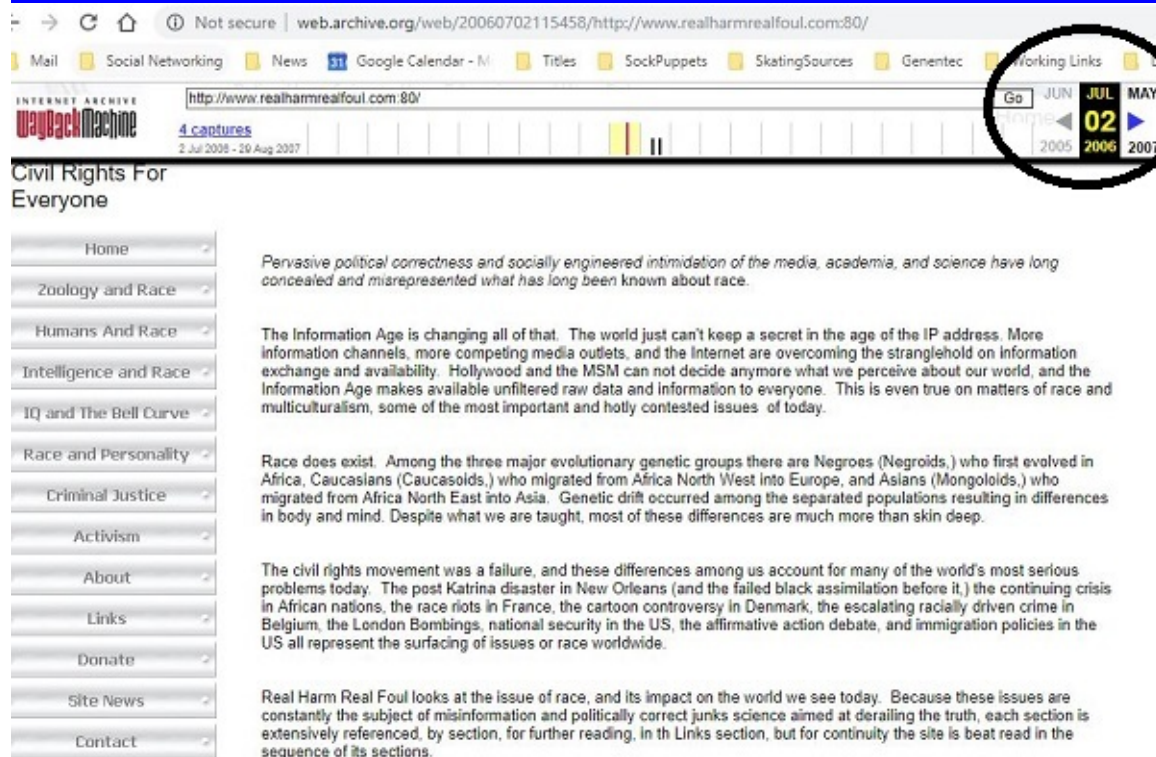 Not secure | web.archive.org/web/20060702115458/http://www.realharmrealfoul.com:80/
Mail Social Networking News 31 Google Calendar - M Titles SockPuppets SkatingSources Genentec Working Links
INTERNET ARCHIVE
WayBackMachine
http://www.realharmrealfoul.com:80/
Go
JUN JUL MAY
Home
4 captures
02
2 Jul 2006 - 29 Aug 2007
2005 2006 2007
Civil Rights For
Everyone
Home
Zoology and Race
Humans And Race
Intelligence and Race
IQ and The Bell Curve
Race and Personality
Criminal Justice
Activism
About
Links
Donate
Site News
Contact
Pervasive political correctness and socially engineered intimidation of the media, academia, and science have long
concealed and misrepresented what has long been known about race.
The Information Age is changing all of that. The world just can't keep a secret in the age of the IP address. More
information channels, more competing media outlets, and the Internet are overcoming the stranglehold on information
exchange and availability. Hollywood and the MSM can not decide anymore what we perceive about our world, and the
Information Age makes available unfiltered raw data and information to everyone. This is even true on matters of race and
multiculturalism, some of the most important and hotly contested issues of today.
Race does exist. Among the three major evolutionary genetic groups there are Negroes (Negroids,) who first evolved in
Africa, Caucasians (Caucasoids,) who migrated from Africa North West into Europe, and Asians (Mongoloids,) who
migrated from Africa North East into Asia. Genetic drift occurred among the separated populations resulting in differences
in body and mind. Despite what we are taught, most of these differences are much more than skin deep.
The civil rights movement was a failure, and these differences among us account for many of the world's most serious
problems today. The post Katrina disaster in New Orleans (and the failed black assimilation before it,) the continuing crisis
in African nations, the race riots in France, the cartoon controversy in Denmark, the escalating racially driven crime in
Belgium, the London Bombings, national security in the US, the affirmative action debate, and immigration policies in the
US all represent the surfacing of issues or race worldwide.
Real Harm Real Foul looks at the issue of race, and its impact on the world we see today. Because these issues are
constantly the subject of misinformation and politically correct junks science aimed at derailing the truth, each section is
extensively referenced, by section, for further reading, in th Links section, but for continuity the site is beat read in the
sequence of its sections.